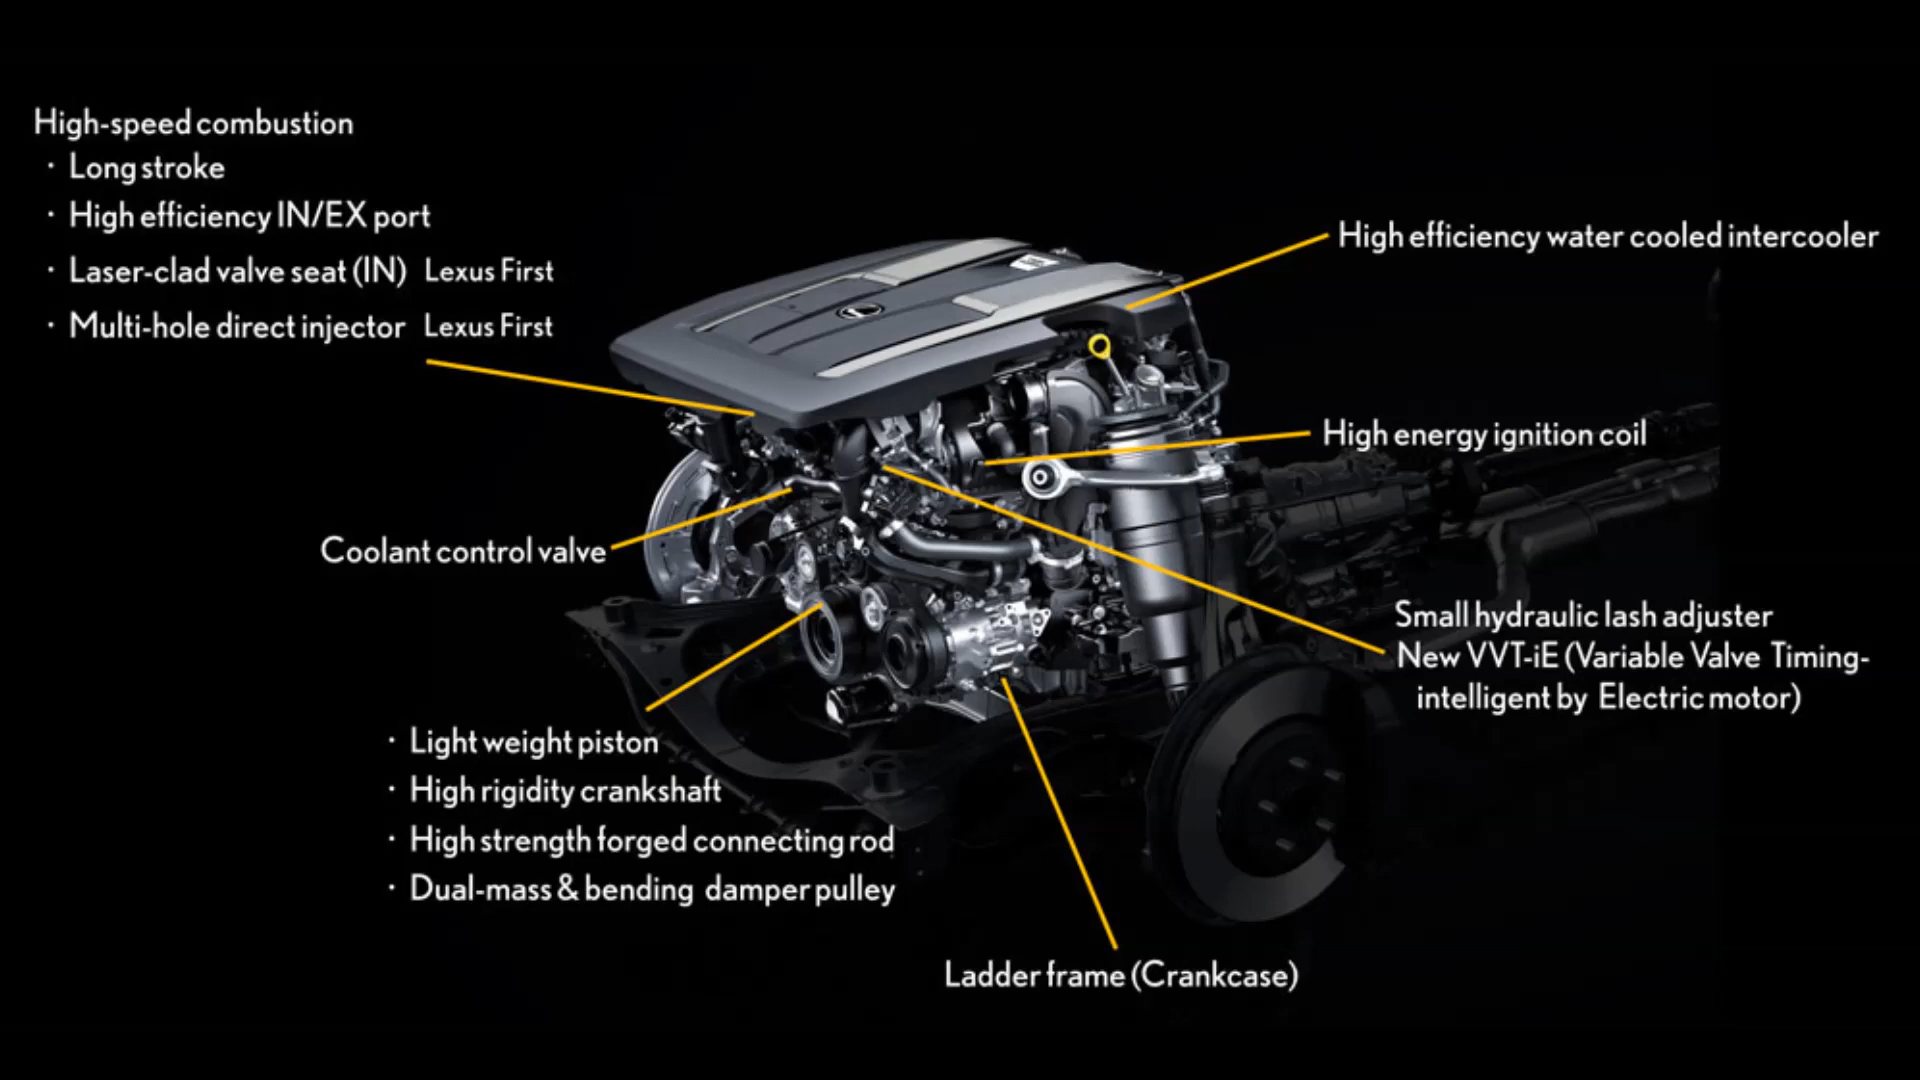 High-speed combustion
· Long stroke
· High efficiency IN/EX port
· Laser-clad valve seat (IN) Lexus First
· Multi-hole direct injector Lexus First
High efficiency water cooled intercooler
High energy ignition coil
Coolant control valve
Small hydraulic lash adjuster
New VVT-iE (Variable Valve Timing-
intelligent by Electric motor)
· Light weight piston
· High rigidity crankshaft
· High strength forged connecting rod
· Dual-mass & bending damper pulley
Ladder frame (Crankcase)